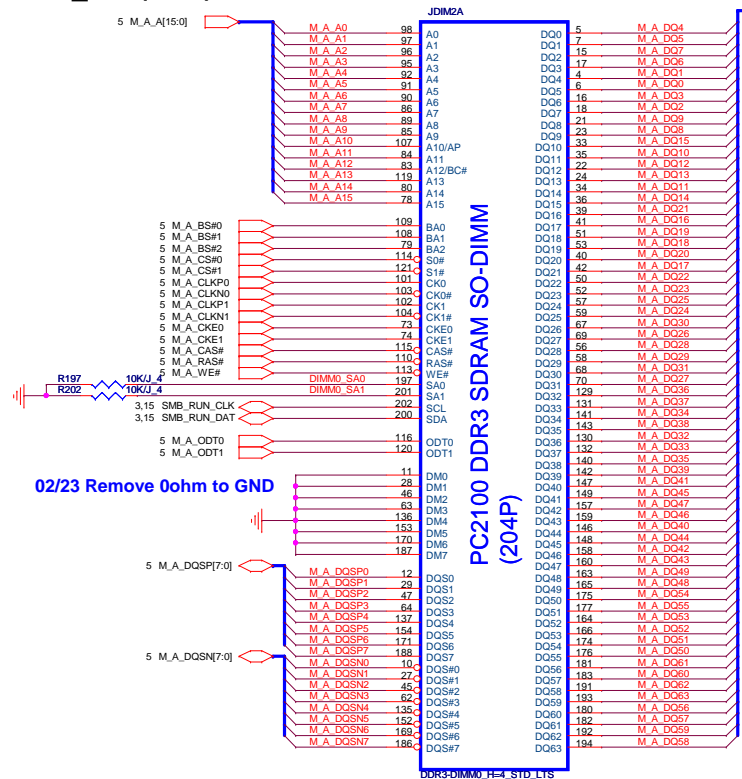 JDIM2A
5 M_A_A[15:0]
M_A_A0 98 A0
M_A_A1 97 A1
M_A_A2 96 A2
M_A_A3 95 A3
M_A_A4 92 A4
M_A_A5 91 A5
M_A_A6 90 A6
M_A_A7 86 A7
M_A_A8 89 A8
M_A_A9 85 A9
M_A_A10 107 A10/AP
M_A_A11 84 A11
M_A_A12 83 A12/BC#
M_A_A13 119 A13
M_A_A14 80 A14
M_A_A15 78 A15
5 M_A_BS#0 109 BA0
5 M_A_BS#1 108 BA1
5 M_A_BS#2 79 BA2
5 M_A_CS#0 114 S0#
5 M_A_CS#1 121 S1#
5 M_A_CLKP0 101 CK0
5 M_A_CLKN0 103 CK0#
5 M_A_CLKP1 102 CK1
5 M_A_CLKN1 104 CK1#
5 M_A_CKE0 73 CKE0
5 M_A_CKE1 74 CKE1
5 M_A_CAS# 115 CAS#
5 M_A_RAS# 110 RAS#
5 M_A_WE# 113 WE#
R197 10K/J_4 DIMM0_SA0 197 SA0
R202 10K/J_4 DIMM0_SA1 201 SA1
3,15 SMB_RUN_CLK 202 SCL
3,15 SMB_RUN_DAT 200 SDA
5 M_A_ODT0 116 ODT0
5 M_A_ODT1 120 ODT1
02/23 Remove 0ohm to GND
11 DM0
28 DM1
46 DM2
63 DM3
136 DM4
153 DM5
170 DM6
187 DM7
5 M_A_DQSP[7:0]
M_A_DQSP0 12 DQS0
M_A_DQSP1 29 DQS1
M_A_DQSP2 47 DQS2
M_A_DQSP3 64 DQS3
M_A_DQSP4 137 DQS4
M_A_DQSP5 154 DQS5
M_A_DQSP6 171 DQS6
M_A_DQSP7 188 DQS7
5 M_A_DQSN[7:0]
M_A_DQSN0 10 DQS#0
M_A_DQSN1 27 DQS#1
M_A_DQSN2 45 DQS#2
M_A_DQSN3 62 DQS#3
M_A_DQSN4 135 DQS#4
M_A_DQSN5 152 DQS#5
M_A_DQSN6 169 DQS#6
M_A_DQSN7 186 DQS#7
PC2100 DDR3 SDRAM SO-DIMM
(204P)
DQ0 5 M_A_DQ4
DQ1 7 M_A_DQ5
DQ2 15 M_A_DQ7
DQ3 17 M_A_DQ6
DQ4 4 M_A_DQ1
DQ5 6 M_A_DQ0
DQ6 16 M_A_DQ3
DQ7 18 M_A_DQ2
DQ8 21 M_A_DQ9
DQ9 23 M_A_DQ8
DQ10 33 M_A_DQ15
DQ11 35 M_A_DQ10
DQ12 22 M_A_DQ12
DQ13 24 M_A_DQ13
DQ14 34 M_A_DQ11
DQ15 36 M_A_DQ14
DQ16 39 M_A_DQ21
DQ17 41 M_A_DQ16
DQ18 51 M_A_DQ19
DQ19 53 M_A_DQ18
DQ20 40 M_A_DQ20
DQ21 42 M_A_DQ17
DQ22 50 M_A_DQ22
DQ23 52 M_A_DQ23
DQ24 57 M_A_DQ25
DQ25 59 M_A_DQ24
DQ26 67 M_A_DQ30
DQ27 69 M_A_DQ26
DQ28 56 M_A_DQ28
DQ29 58 M_A_DQ29
DQ30 68 M_A_DQ31
DQ31 70 M_A_DQ27
DQ32 129 M_A_DQ36
DQ33 131 M_A_DQ37
DQ34 141 M_A_DQ34
DQ35 143 M_A_DQ38
DQ36 130 M_A_DQ32
DQ37 132 M_A_DQ33
DQ38 140 M_A_DQ35
DQ39 142 M_A_DQ39
DQ40 147 M_A_DQ41
DQ41 149 M_A_DQ45
DQ42 157 M_A_DQ47
DQ43 159 M_A_DQ46
DQ44 146 M_A_DQ40
DQ45 148 M_A_DQ44
DQ46 158 M_A_DQ42
DQ47 160 M_A_DQ43
DQ48 163 M_A_DQ49
DQ49 165 M_A_DQ48
DQ50 175 M_A_DQ54
DQ51 177 M_A_DQ55
DQ52 164 M_A_DQ52
DQ53 166 M_A_DQ53
DQ54 174 M_A_DQ51
DQ55 176 M_A_DQ50
DQ56 181 M_A_DQ61
DQ57 183 M_A_DQ60
DQ58 191 M_A_DQ62
DQ59 193 M_A_DQ63
DQ60 180 M_A_DQ56
DQ61 182 M_A_DQ57
DQ62 192 M_A_DQ59
DQ63 194 M_A_DQ58
DDR3-DIMM0_H=4_STD_LTS